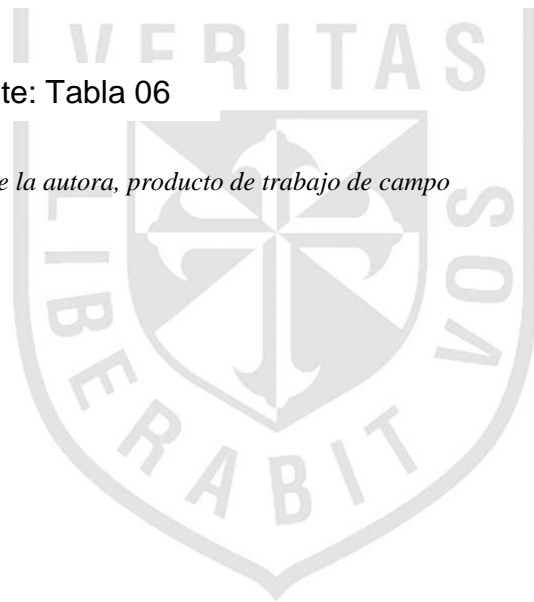 VERITAS
te: Tabla 06
e la autora, producto de trabajo de campo
LIBERABIT VOS